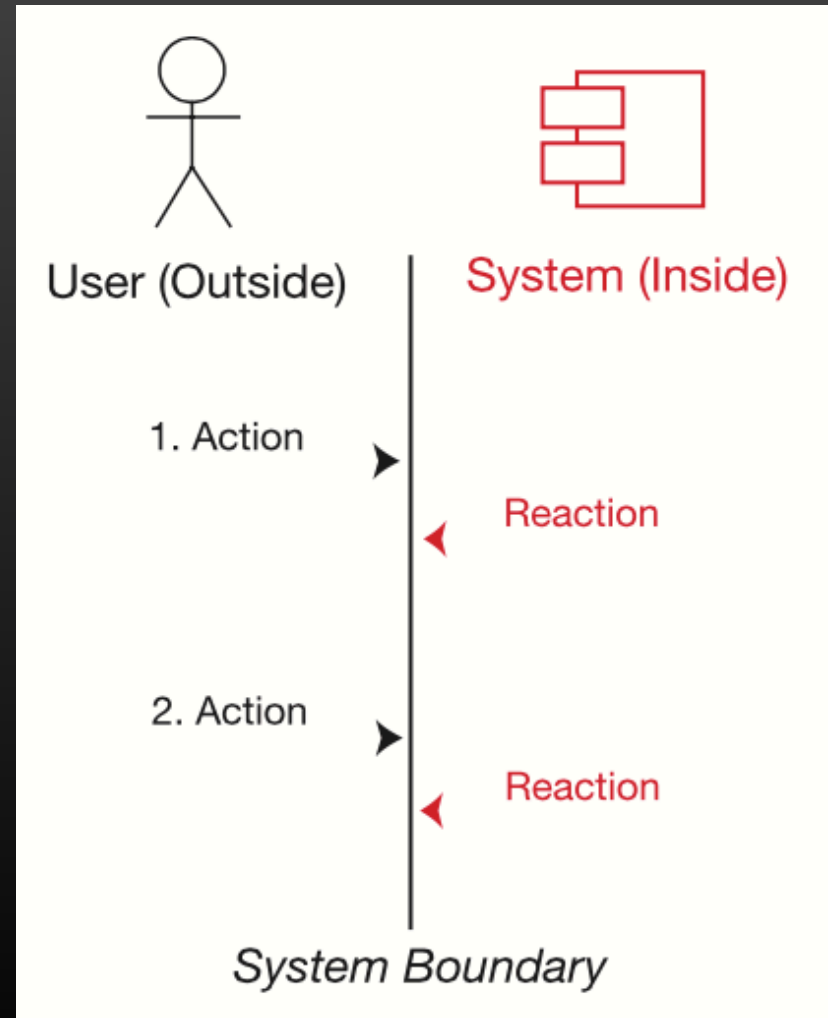 User (Outside)
System (Inside)
1. Action
Reaction
2. Action
Reaction
System Boundary